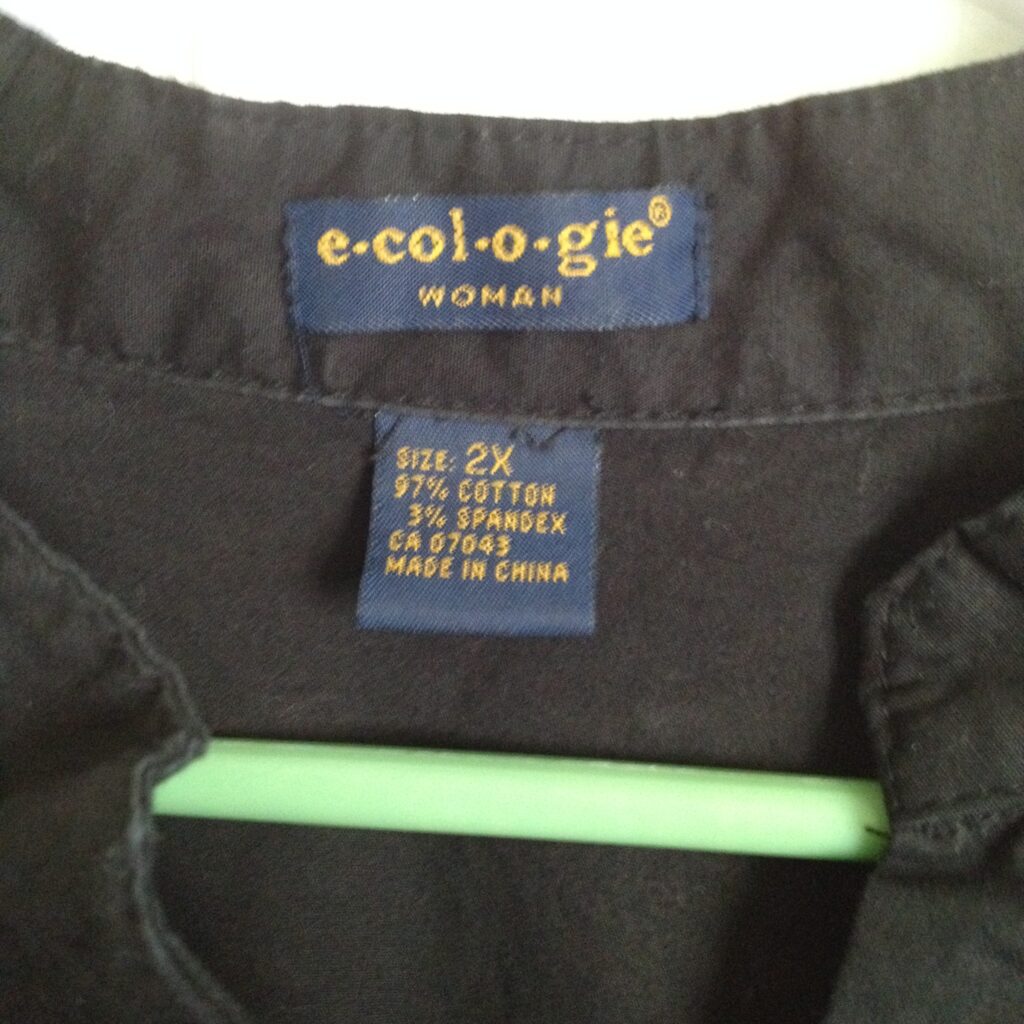 e-col-o-gie®
WOMAN
SIZE: 2X
97% COTTON
3% SPANDEX
CA 07043
MADE IN CHINA